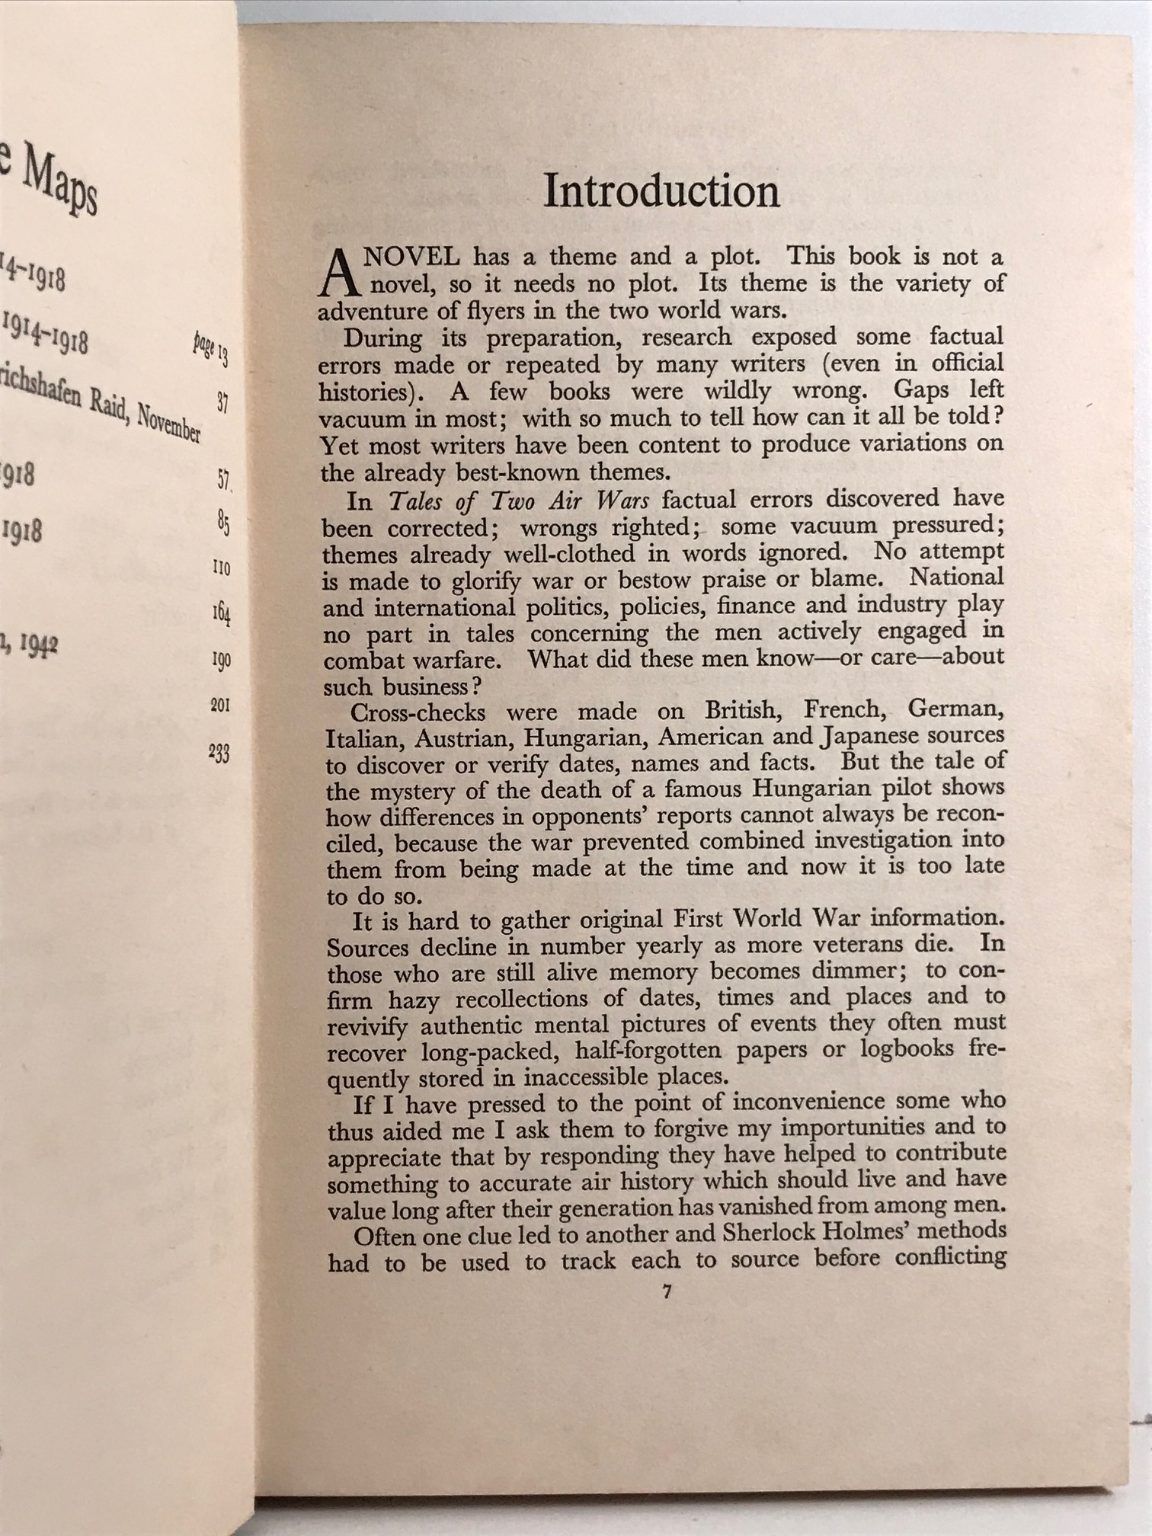 Maps
14–1918
1914–1918
page 13
richshafen Raid, November
37
1918
57
1918
85
110
164
1942
190
201
233
Introduction
A NOVEL has a theme and a plot. This book is not a
novel, so it needs no plot. Its theme is the variety of
adventure of flyers in the two world wars.
During its preparation, research exposed some factual
errors made or repeated by many writers (even in official
histories). A few books were wildly wrong. Gaps left
vacuum in most; with so much to tell how can it all be told?
Yet most writers have been content to produce variations on
the already best-known themes.
In Tales of Two Air Wars factual errors discovered have
been corrected; wrongs righted; some vacuum pressured;
themes already well-clothed in words ignored. No attempt
is made to glorify war or bestow praise or blame. National
and international politics, policies, finance and industry play
no part in tales concerning the men actively engaged in
combat warfare. What did these men know—or care—about
such business?
Cross-checks were made on British, French, German,
Italian, Austrian, Hungarian, American and Japanese sources
to discover or verify dates, names and facts. But the tale of
the mystery of the death of a famous Hungarian pilot shows
how differences in opponents' reports cannot always be recon-
ciled, because the war prevented combined investigation into
them from being made at the time and now it is too late
to do so.
It is hard to gather original First World War information.
Sources decline in number yearly as more veterans die. In
those who are still alive memory becomes dimmer; to con-
firm hazy recollections of dates, times and places and to
revivify authentic mental pictures of events they often must
recover long-packed, half-forgotten papers or logbooks fre-
quently stored in inaccessible places.
If I have pressed to the point of inconvenience some who
thus aided me I ask them to forgive my importunities and to
appreciate that by responding they have helped to contribute
something to accurate air history which should live and have
value long after their generation has vanished from among men.
Often one clue led to another and Sherlock Holmes' methods
had to be used to track each to source before conflicting
7